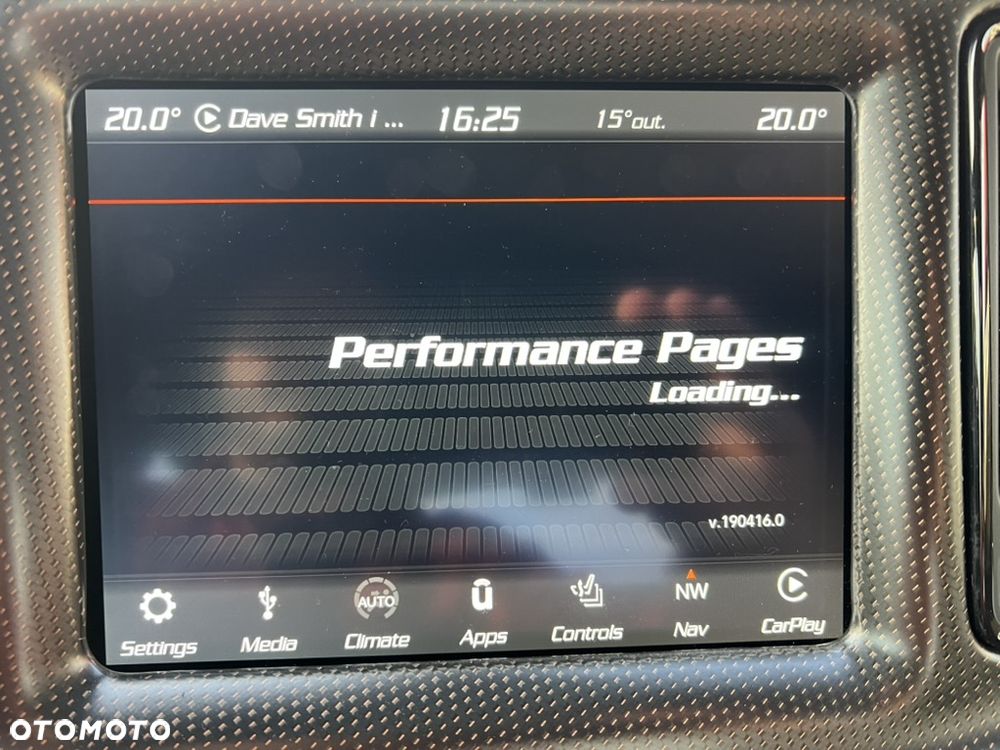 20.0° Dave Smith i ... 16:25 15°out. 20.0°
Performance Pages
Loading...
v.190416.0
AUTO NW
Settings Media Climate Apps Controls Nav CarPlay
OTOMOTO